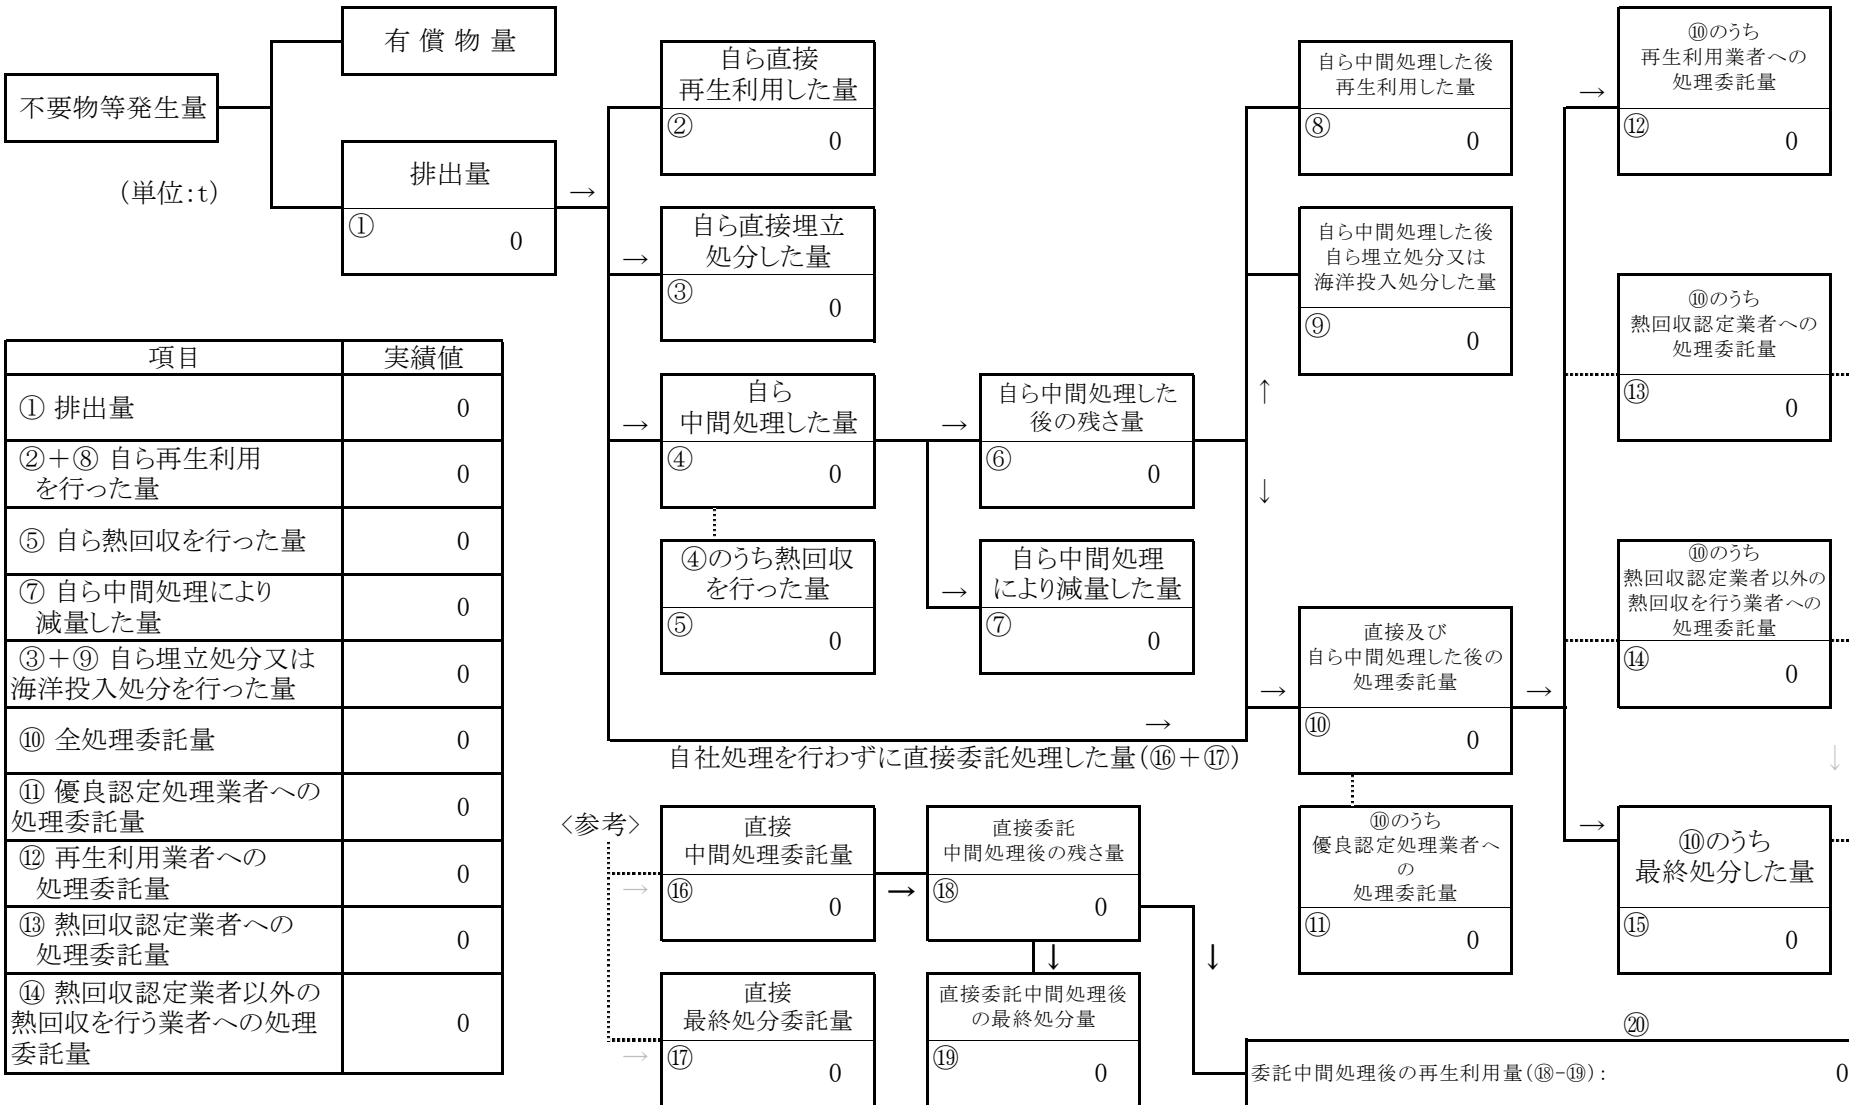 不要物等発生量
(単位:t)
有 償 物 量
排出量
①
0
→
自ら直接
再生利用した量
②
0
自ら直接埋立
処分した量
→
③
0
自ら
中間処理した量
→
④
0
④のうち熱回収
を行った量
⑤
0
自ら中間処理した
後の残さ量
→
⑥
0
自ら中間処理
により減量した量
→
⑦
0
自ら中間処理した後
再生利用した量
⑧
0
自ら中間処理した後
自ら埋立処分又は
海洋投入処分した量
⑨
0
↑
↓
直接及び
自ら中間処理した後の
処理委託量
→
⑩
0
→
自社処理を行わずに直接委託処理した量(⑯+⑰)
⑩のうち
優良認定処理業者へ
の
処理委託量
⑪
0
→
→
⑩のうち
再生利用業者への
処理委託量
⑫
0
⑩のうち
熱回収認定業者への
処理委託量
⑬
0
⑩のうち
熱回収認定業者以外の
熱回収を行う業者への
処理委託量
⑭
0
↓
→
⑩のうち
最終処分した量
⑮
0
項目 実績値
① 排出量 0
②+⑧ 自ら再生利用
を行った量 0
⑤ 自ら熱回収を行った量 0
⑦ 自ら中間処理により
減量した量 0
③+⑨ 自ら埋立処分又は
海洋投入処分を行った量 0
⑩ 全処理委託量 0
⑪ 優良認定処理業者への
処理委託量 0
⑫ 再生利用業者への
処理委託量 0
⑬ 熱回収認定業者への
処理委託量 0
⑭ 熱回収認定業者以外の
熱回収を行う業者への処理
委託量 0
<参考>
→
直接
中間処理委託量
⑯
0
→
直接委託
中間処理後の残さ量
⑱
0
↓
↓
→
直接
最終処分委託量
⑰
0
直接委託中間処理後
の最終処分量
⑲
0
⑳
委託中間処理後の再生利用量(⑱-⑲): 0